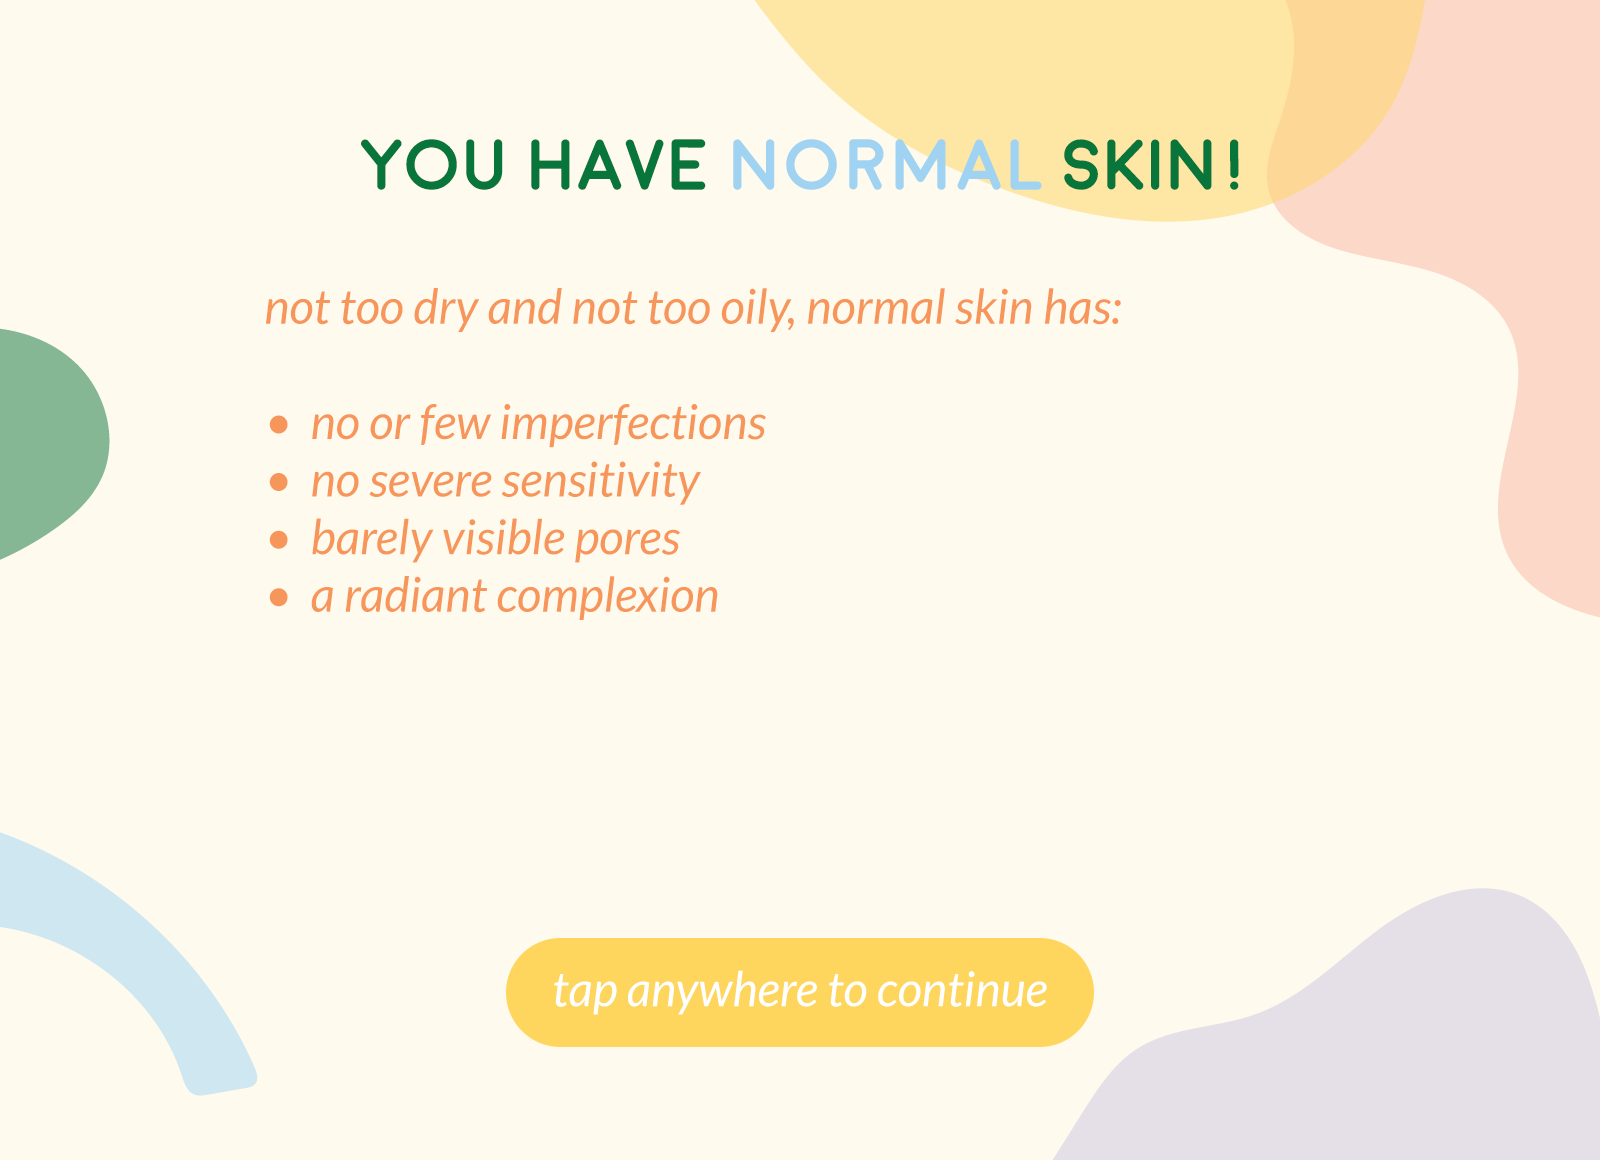 YOU HAVE NORMAL SKIN!
not too dry and not too oily, normal skin has:
• no or few imperfections
• no severe sensitivity
• barely visible pores
• a radiant complexion
tap anywhere to continue